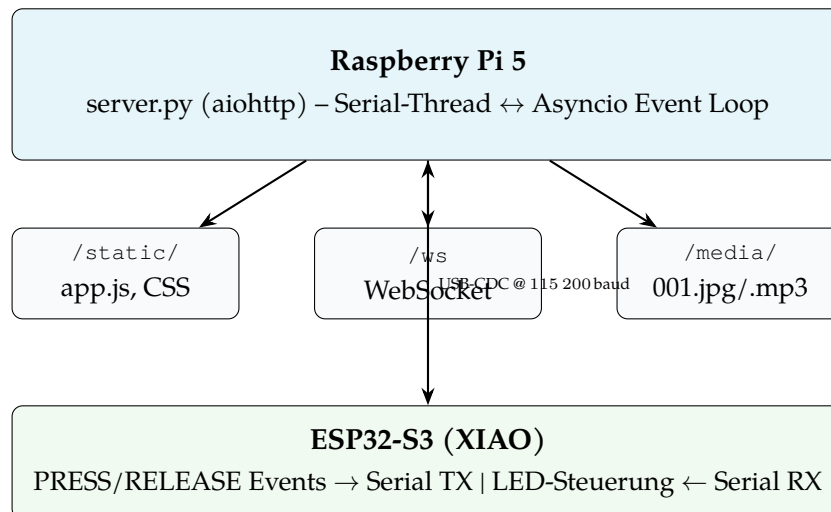 Raspberry Pi 5
server.py (aiohttp) – Serial-Thread ↔ Asyncio Event Loop
/static/
app.js, CSS
/ws
WebSocket
USB-CDC @ 115 200 baud
/media/
001.jpg/.mp3
ESP32-S3 (XIAO)
PRESS/RELEASE Events → Serial TX | LED-Steuerung ← Serial RX